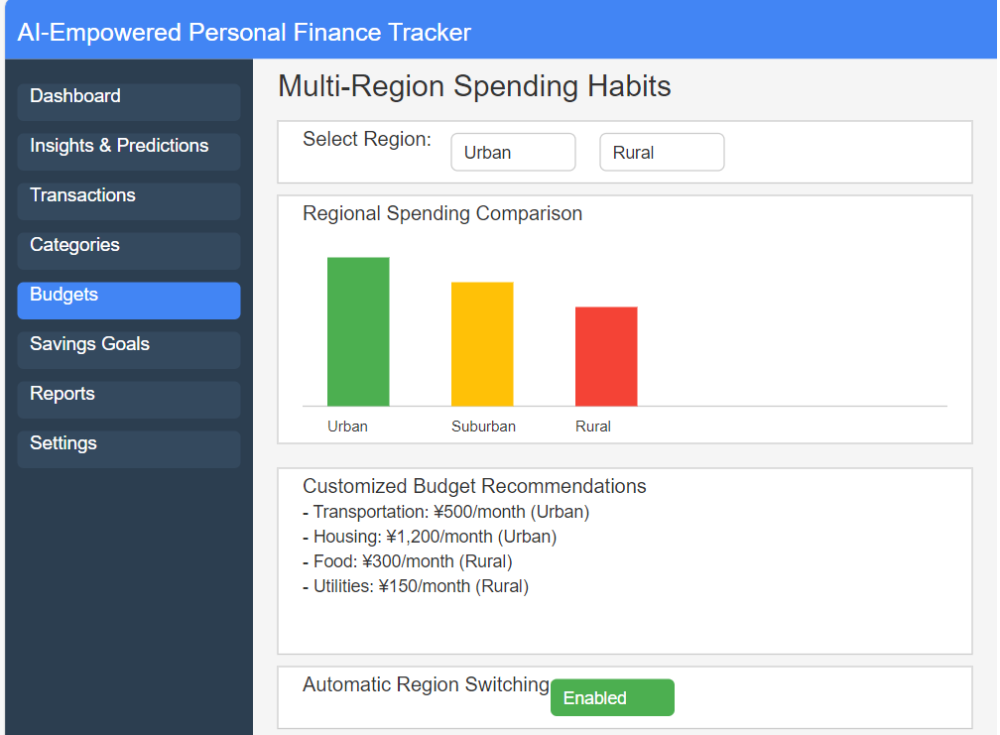 AI-Empowered Personal Finance Tracker
Dashboard
Insights & Predictions
Transactions
Categories
Budgets
Savings Goals
Reports
Settings
Multi-Region Spending Habits
Select Region:
Urban
Rural
Regional Spending Comparison
Urban
Suburban
Rural
Customized Budget Recommendations
- Transportation: ¥500/month (Urban)
- Housing: ¥1,200/month (Urban)
- Food: ¥300/month (Rural)
- Utilities: ¥150/month (Rural)
Automatic Region Switching
Enabled